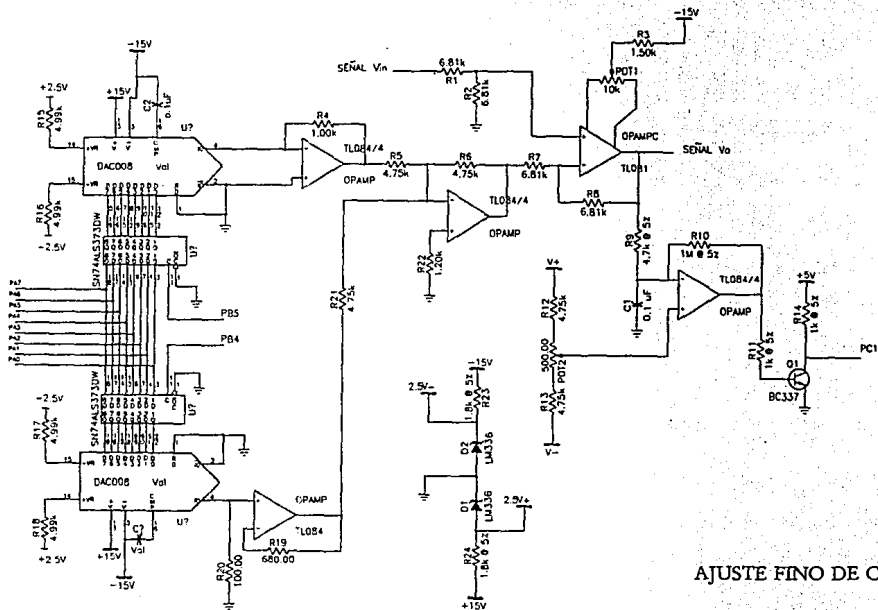 -15V
+15V
C2
0.1uF
+2.5V
R15
4.99k
U?
DAC008
Val
R16
4.99k
-2.5V
SN74ALS373DW
U?
PB5
PB4
SN74ALS373DW
U?
-2.5V
R17
4.99k
DAC008
Val
U?
R18
4.99k
+2.5V
C?
Val
+15V
-15V
R4
1.00k
TL084/4
OPAMP
R5
4.75k
R6
4.75k
R7
6.81k
TL084/4
OPAMP
R22
1.20k
R21
4.75k
OPAMP
TL084
R19
680.00
R20
100.00
SEÑAL Vin
6.81k
R1
R2
6.81k
-15V
R3
1.50k
POT1
10k
OPAMPC
TL081
SEÑAL Vo
R8
6.81k
R9
4.7k @ 5%
R10
1M @ 5%
C1
0.1 uF
TL084/4
OPAMP
V+
R12
4.75k
500.00
POT2
R13
4.75k
V-
R11
1k @ 5%
+5V
R14
1k @ 5%
PC1
Q1
BC337
-15V
1.8k @ 5%
R23
2.5V-
D2
LM336
D1
LM336
2.5V+
R24
1.8k @ 5%
+15V
AJUSTE FINO DE C